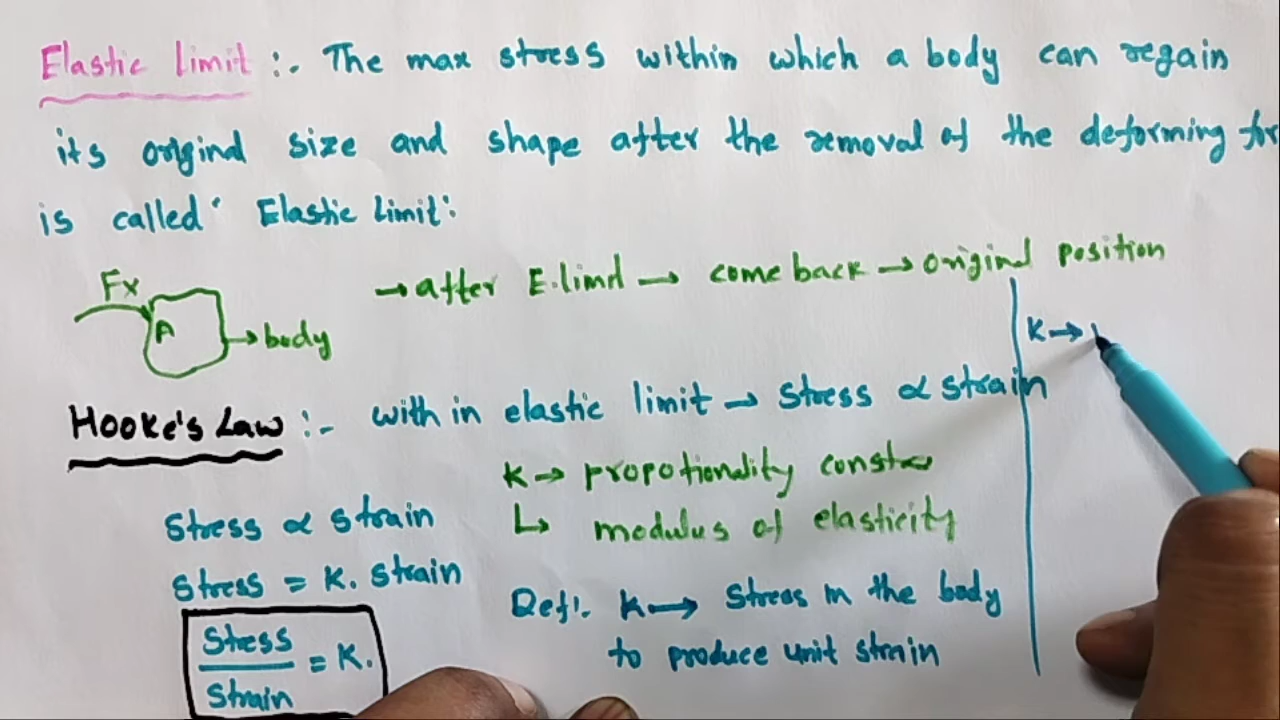 Elastic limit :- The max stress within which a body can regain
its original size and shape after the removal of the deforming for
is called Elastic Limit:
Fx
→ after E.limit → come back → original position
A → body
K →
Hooke's Law :- with in elastic limit → stress ∝ strain
K → propotionality consta
↳ modulus of elasticity
stress ∝ strain
stress = K. strain
Stress / Strain = K.
Def:- K → Stress in the body
to produce unit strain